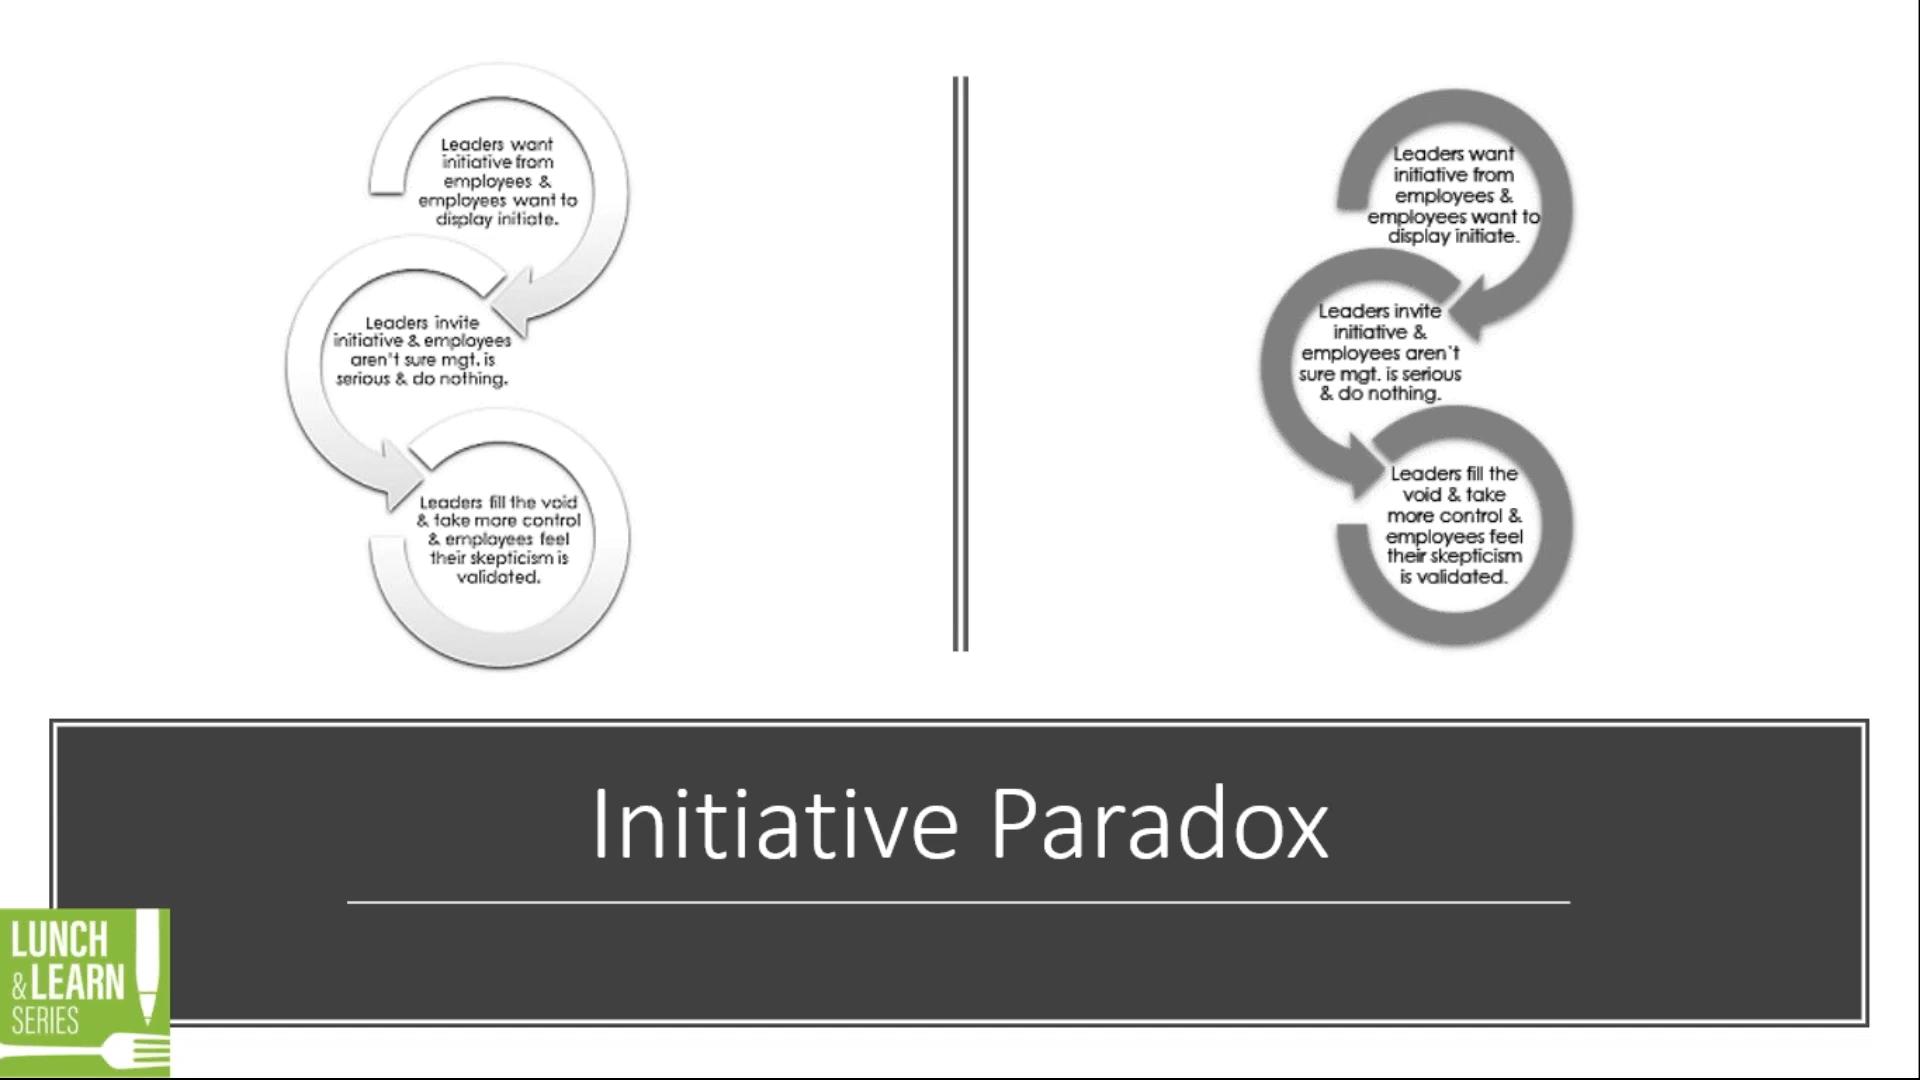 Leaders want
initiative from
employees &
employees want to
display initiate.
Leaders invite
initiative & employees
aren't sure mgt. is
serious & do nothing.
Leaders fill the void
& take more control
& employees feel
their skepticism is
validated.
Leaders want
initiative from
employees &
employees want to
display initiate.
Leaders invite
initiative &
employees aren't
sure mgt. is serious
& do nothing.
Leaders fill the
void & take
more control &
employees feel
their skepticism
is validated.
Initiative Paradox
LUNCH
& LEARN
SERIES